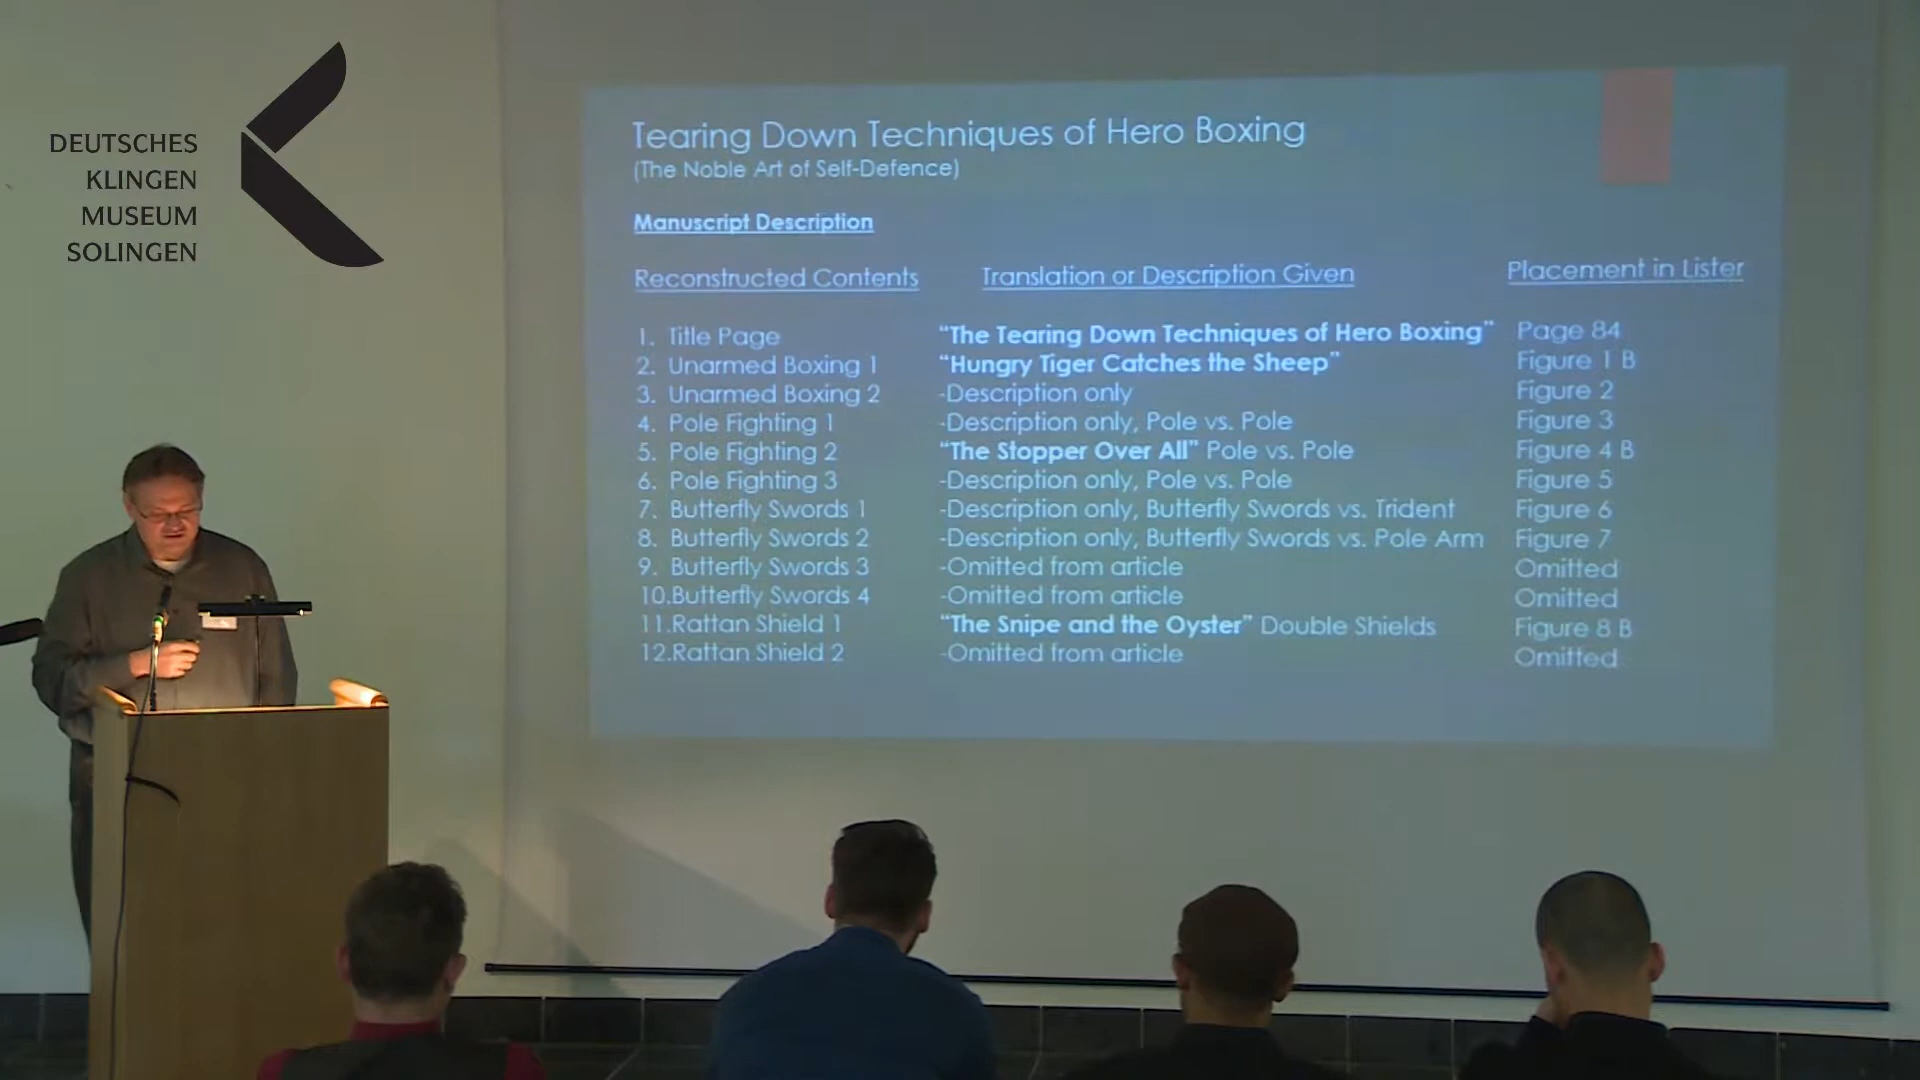 DEUTSCHES
KLINGEN
MUSEUM
SOLINGEN
Tearing Down Techniques of Hero Boxing
(The Noble Art of Self-Defence)
Manuscript Description
Reconstructed Contents Translation or Description Given Placement in Lister
1. Title Page “The Tearing Down Techniques of Hero Boxing” Page 84
2. Unarmed Boxing 1 “Hungry Tiger Catches the Sheep” Figure 1 B
3. Unarmed Boxing 2 -Description only Figure 2
4. Pole Fighting 1 -Description only, Pole vs. Pole Figure 3
5. Pole Fighting 2 “The Stopper Over All” Pole vs. Pole Figure 4 B
6. Pole Fighting 3 -Description only, Pole vs. Pole Figure 5
7. Butterfly Swords 1 -Description only, Butterfly Swords vs. Trident Figure 6
8. Butterfly Swords 2 -Description only, Butterfly Swords vs. Pole Arm Figure 7
9. Butterfly Swords 3 -Omitted from article Omitted
10.Butterfly Swords 4 -Omitted from article Omitted
11.Rattan Shield 1 “The Snipe and the Oyster” Double Shields Figure 8 B
12.Rattan Shield 2 -Omitted from article Omitted